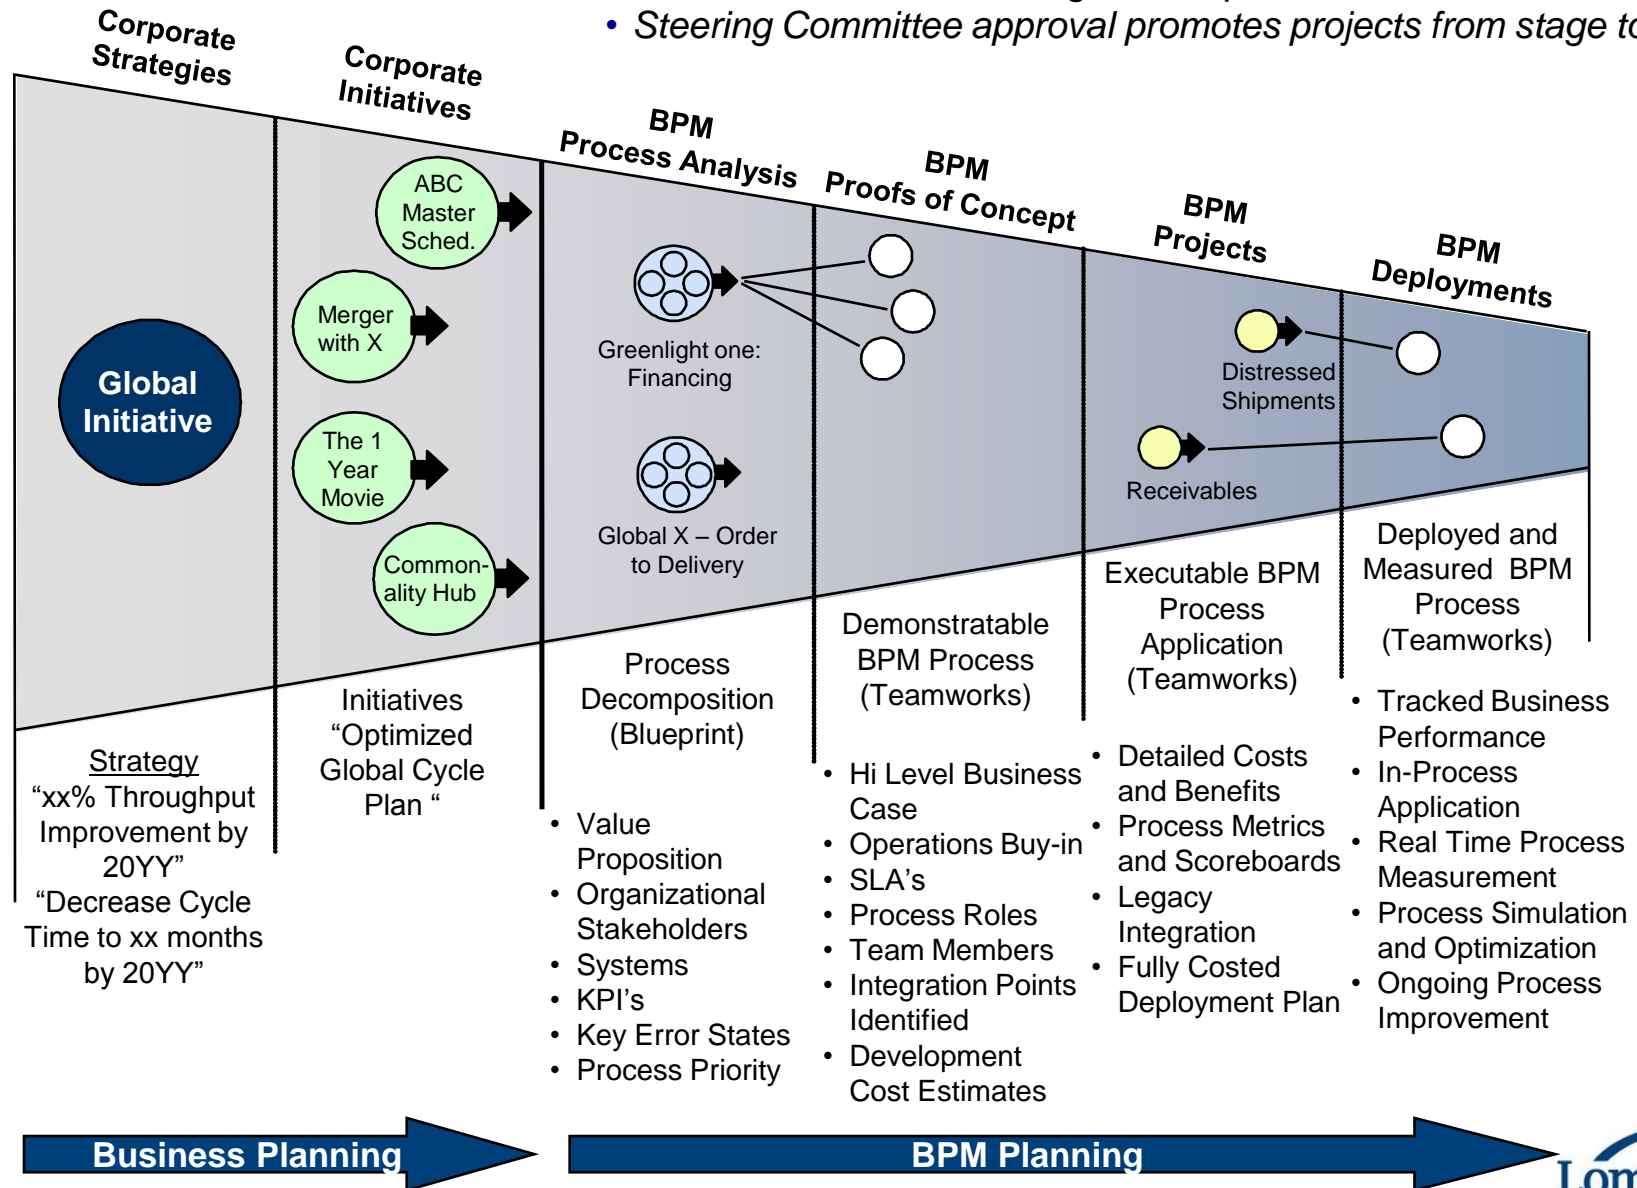 • Steering Committee approval promotes projects from stage to
Corporate
Strategies
Corporate
Initiatives
BPM
Process Analysis
BPM
Proofs of Concept
BPM
Projects
BPM
Deployments
Global
Initiative
ABC
Master
Sched.
Merger
with X
The 1
Year
Movie
Common-
ality Hub
Greenlight one:
Financing
Global X – Order
to Delivery
Distressed
Shipments
Receivables
Strategy
“xx% Throughput
Improvement by
20YY”
“Decrease Cycle
Time to xx months
by 20YY”
Initiatives
“Optimized
Global Cycle
Plan “
Process
Decomposition
(Blueprint)
• Value
Proposition
• Organizational
Stakeholders
• Systems
• KPI's
• Key Error States
• Process Priority
Demonstratable
BPM Process
(Teamworks)
• Hi Level Business
Case
• Operations Buy-in
• SLA's
• Process Roles
• Team Members
• Integration Points
Identified
• Development
Cost Estimates
Executable BPM
Process
Application
(Teamworks)
• Detailed Costs
and Benefits
• Process Metrics
and Scoreboards
• Legacy
Integration
• Fully Costed
Deployment Plan
Deployed and
Measured BPM
Process
(Teamworks)
• Tracked Business
Performance
• In-Process
Application
• Real Time Process
Measurement
• Process Simulation
and Optimization
• Ongoing Process
Improvement
Business Planning
BPM Planning
Lom